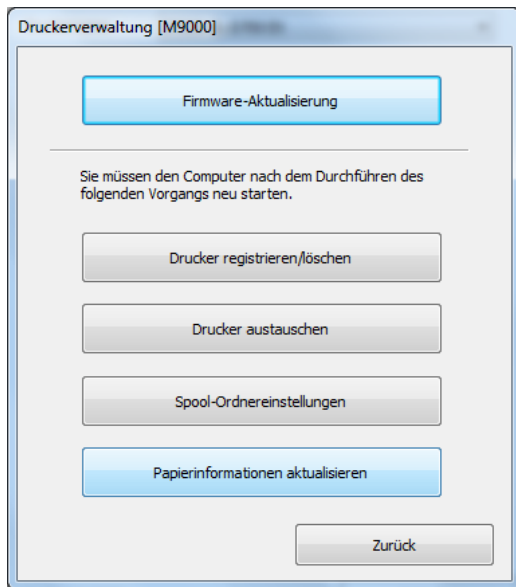 Druckerverwaltung [M9000]
Firmware-Aktualisierung
Sie müssen den Computer nach dem Durchführen des
folgenden Vorgangs neu starten.
Drucker registrieren/löschen
Drucker austauschen
Spool-Ordnereinstellungen
Papierinformationen aktualisieren
Zurück